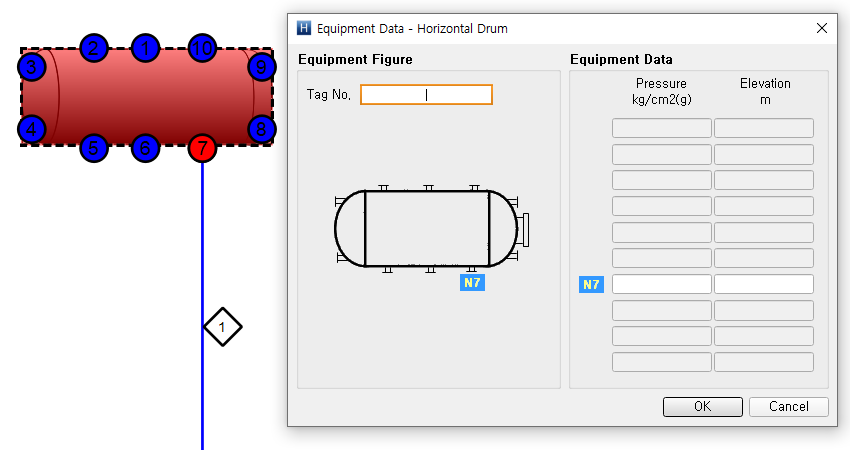 2 1 10
3 9
4 8
5 6 7
1
H Equipment Data - Horizontal Drum
Equipment Figure
Tag No.
N7
Equipment Data
Pressure Elevation
kg/cm2(g) m
N7
OK Cancel